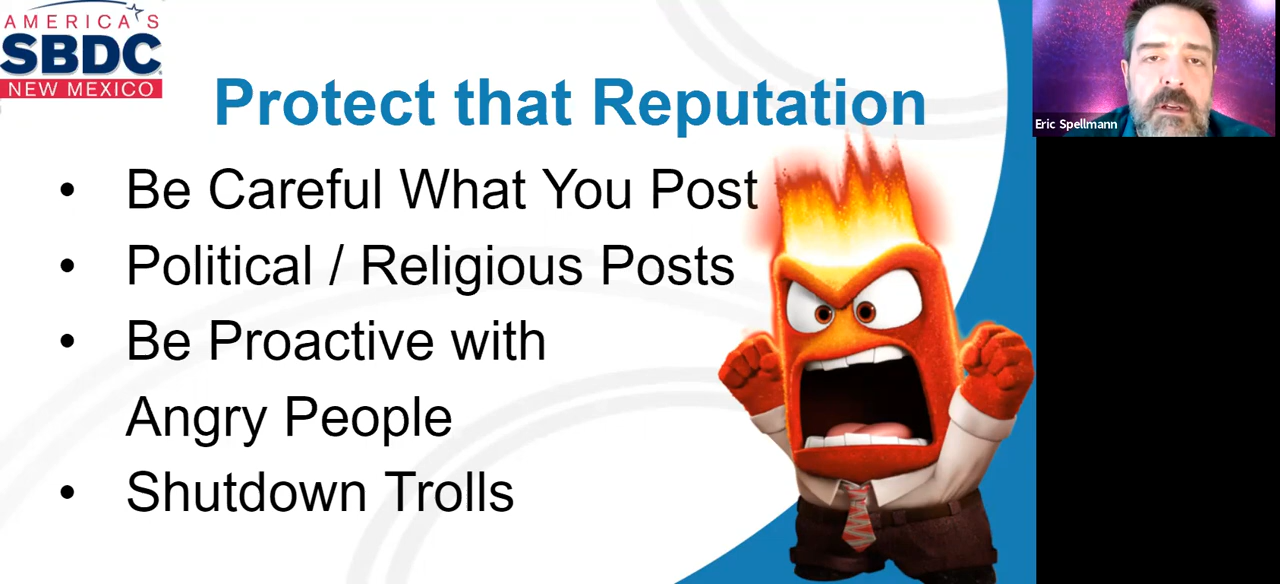 AMERICA'S
SBDC
NEW MEXICO
Protect that Reputation
• Be Careful What You Post
• Political / Religious Posts
• Be Proactive with
Angry People
• Shutdown Trolls
Eric Spellmann